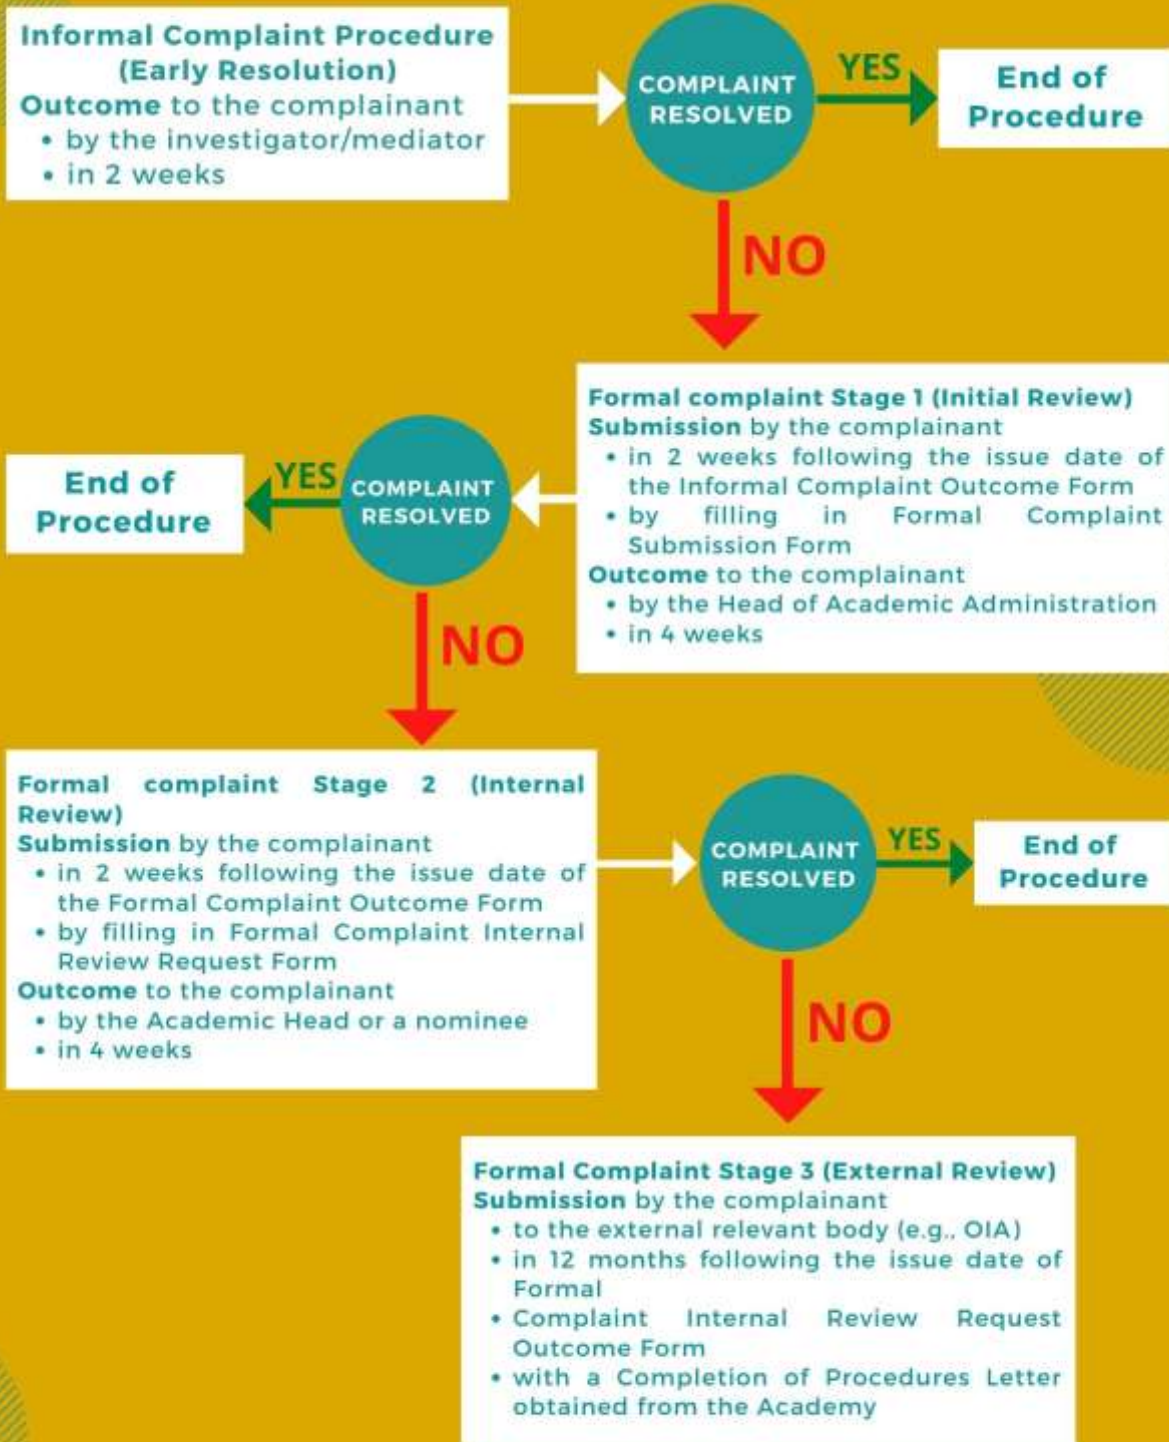 Informal Complaint Procedure
(Early Resolution)
Outcome to the complainant
• by the investigator/mediator
• in 2 weeks
COMPLAINT
RESOLVED
YES
End of
Procedure
NO
Formal complaint Stage 1 (Initial Review)
Submission by the complainant
• in 2 weeks following the issue date of
the Informal Complaint Outcome Form
• by filling in Formal Complaint
Submission Form
Outcome to the complainant
• by the Head of Academic Administration
• in 4 weeks
COMPLAINT
RESOLVED
YES
End of
Procedure
NO
Formal complaint Stage 2 (Internal
Review)
Submission by the complainant
• in 2 weeks following the issue date of
the Formal Complaint Outcome Form
• by filling in Formal Complaint Internal
Review Request Form
Outcome to the complainant
• by the Academic Head or a nominee
• in 4 weeks
COMPLAINT
RESOLVED
YES
End of
Procedure
NO
Formal Complaint Stage 3 (External Review)
Submission by the complainant
• to the external relevant body (e.g., OIA)
• in 12 months following the issue date of
Formal
• Complaint Internal Review Request
Outcome Form
• with a Completion of Procedures Letter
obtained from the Academy